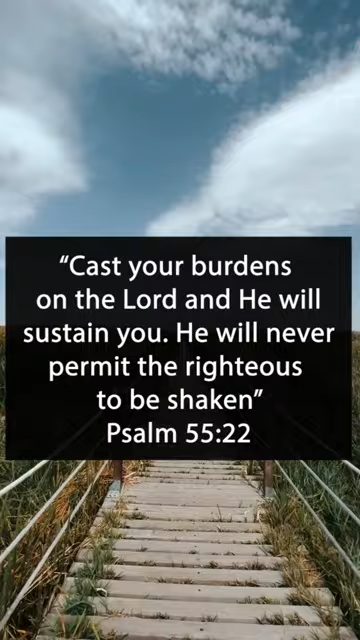 “Cast your burdens
on the Lord and He will
sustain you. He will never
permit the righteous
to be shaken”
Psalm 55:22